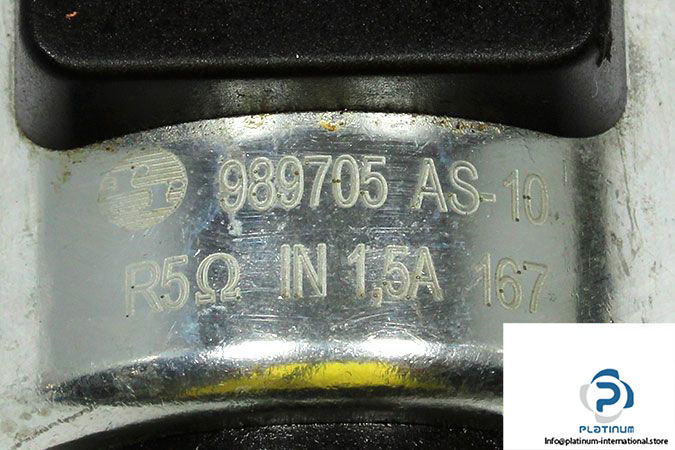 989705 AS-10
R5Ω IN 1,5A 167
PLATINUM
Info@platinum-international.store